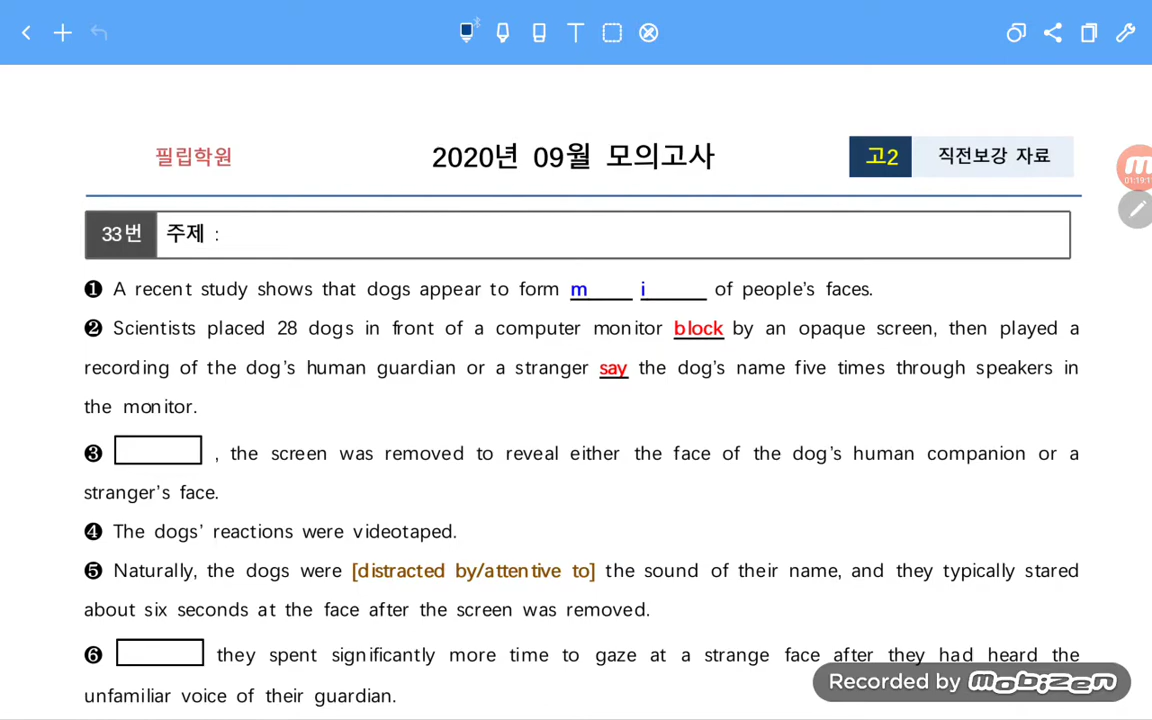 필립학원
2020년 09월 모의고사
고2
직전보강 자료
33번 주제 :
❶ A recent study shows that dogs appear to form m____ i_____ of people's faces.
❷ Scientists placed 28 dogs in front of a computer monitor block by an opaque screen, then played a
recording of the dog's human guardian or a stranger say the dog's name five times through speakers in
the monitor.
❸ , the screen was removed to reveal either the face of the dog's human companion or a
stranger's face.
❹ The dogs' reactions were videotaped.
❺ Naturally, the dogs were [distracted by/attentive to] the sound of their name, and they typically stared
about six seconds at the face after the screen was removed.
❻ they spent significantly more time to gaze at a strange face after they had heard the
unfamiliar voice of their guardian.
Recorded by mobizen